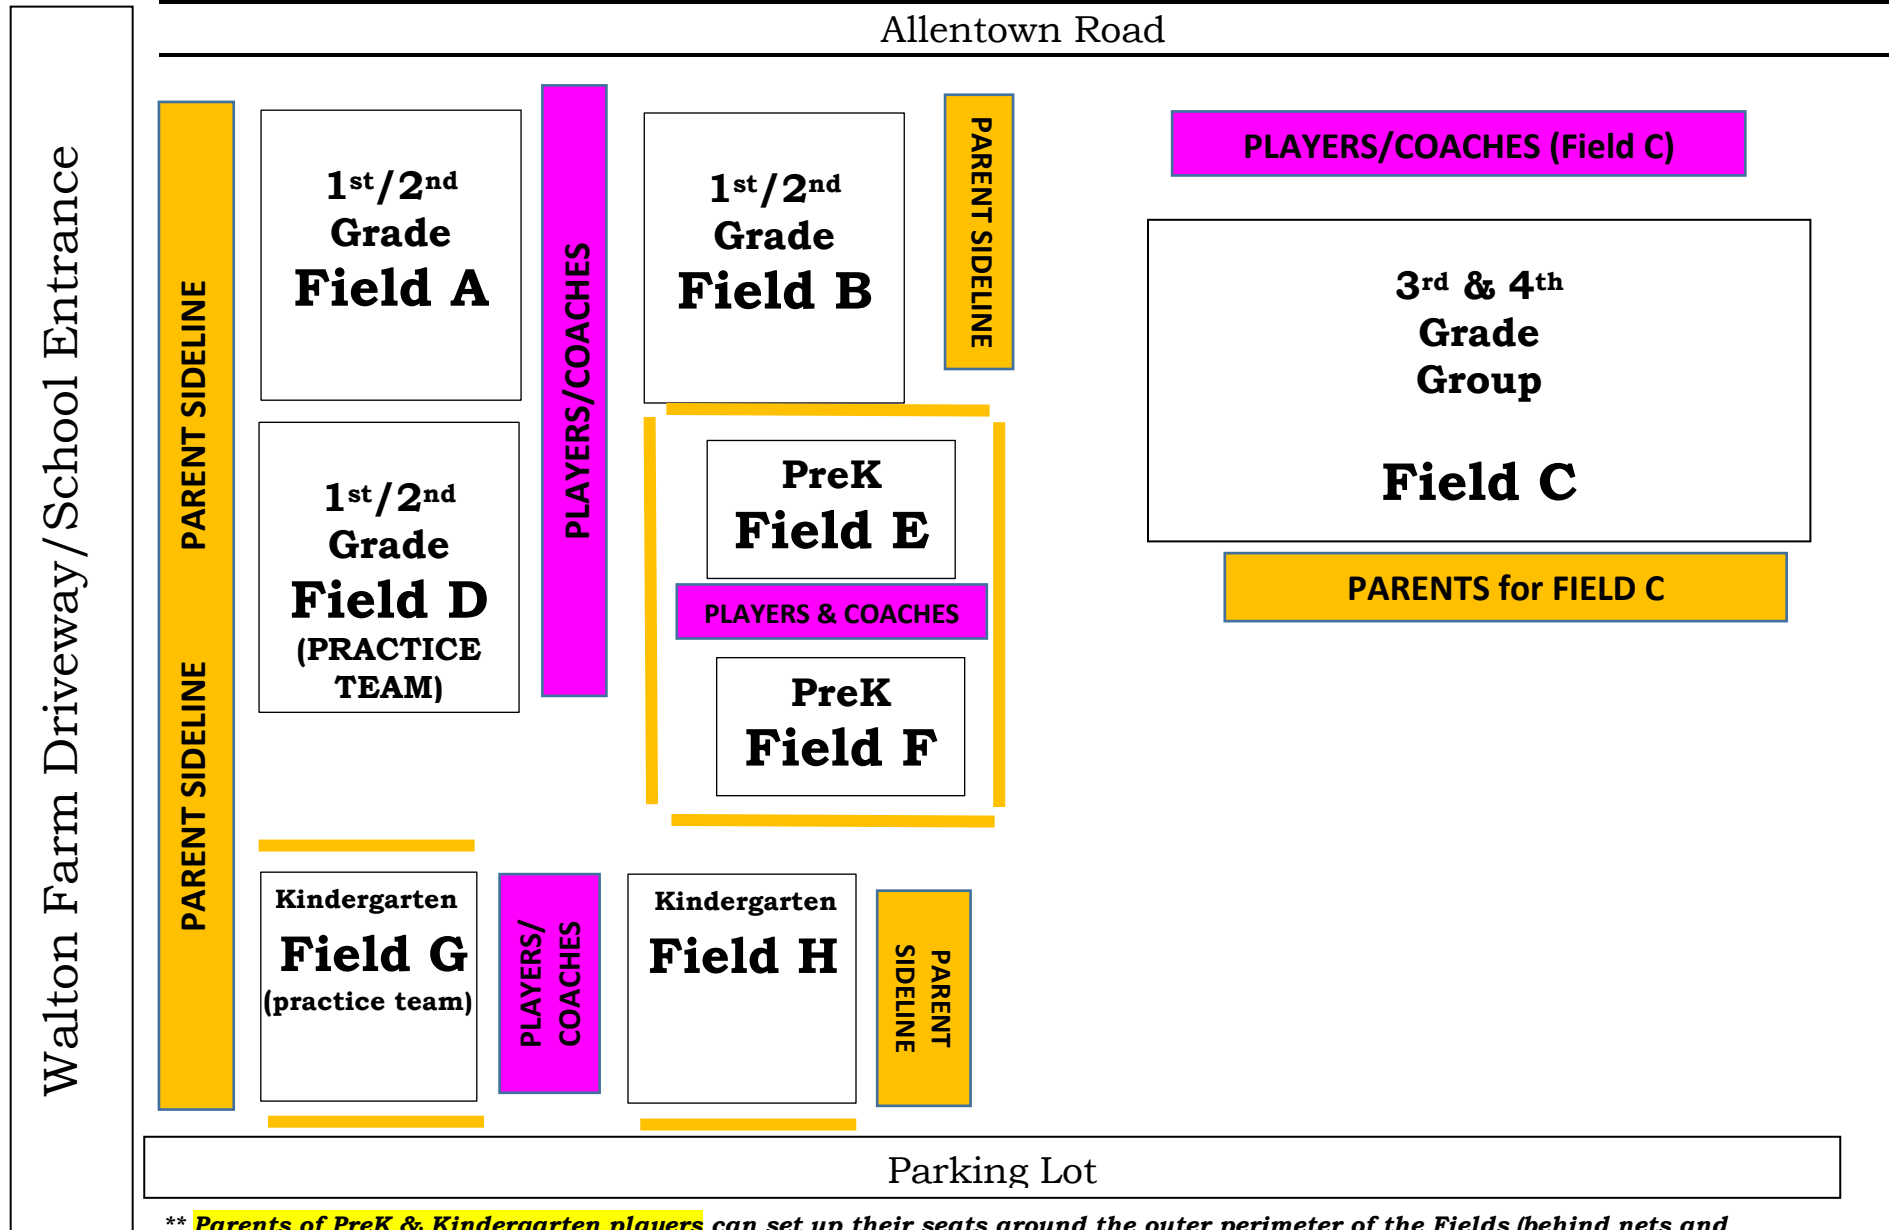 Allentown Road
Walton Farm Driveway/School Entrance
PARENT SIDELINE
PARENT SIDELINE
1st/2nd
Grade
Field A
PLAYERS/COACHES
1st/2nd
Grade
Field B
PARENT SIDELINE
PLAYERS/COACHES (Field C)
3rd & 4th
Grade
Group
Field C
PARENTS for FIELD C
1st/2nd
Grade
Field D
(PRACTICE
TEAM)
PreK
Field E
PLAYERS & COACHES
PreK
Field F
Kindergarten
Field G
(practice team)
PLAYERS/
COACHES
Kindergarten
Field H
PARENT
SIDELINE
Parking Lot
** Parents of PreK & Kindergarten players can set up their seats around the outer perimeter of the Fields (behind nets and